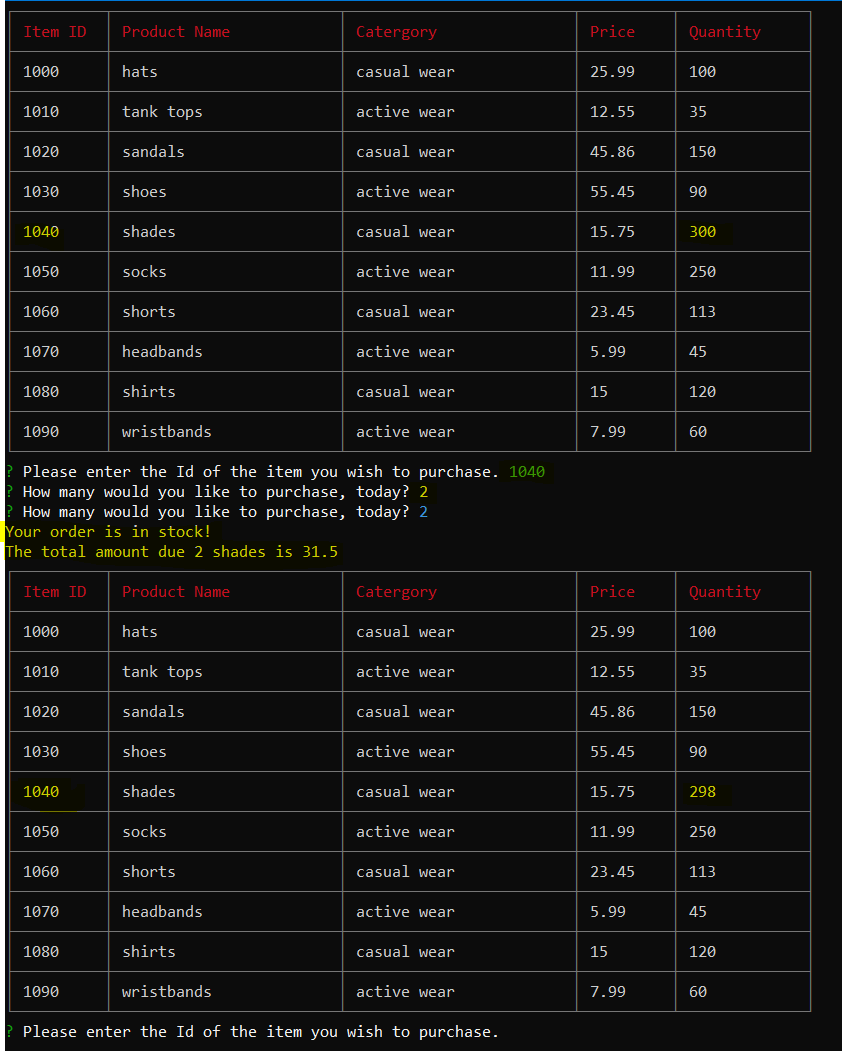 Item ID Product Name Catergory Price Quantity
1000 hats casual wear 25.99 100
1010 tank tops active wear 12.55 35
1020 sandals casual wear 45.86 150
1030 shoes active wear 55.45 90
1040 shades casual wear 15.75 300
1050 socks active wear 11.99 250
1060 shorts casual wear 23.45 113
1070 headbands active wear 5.99 45
1080 shirts casual wear 15 120
1090 wristbands active wear 7.99 60
? Please enter the Id of the item you wish to purchase. 1040
? How many would you like to purchase, today? 2
? How many would you like to purchase, today? 2
Your order is in stock!
The total amount due 2 shades is 31.5
Item ID Product Name Catergory Price Quantity
1000 hats casual wear 25.99 100
1010 tank tops active wear 12.55 35
1020 sandals casual wear 45.86 150
1030 shoes active wear 55.45 90
1040 shades casual wear 15.75 298
1050 socks active wear 11.99 250
1060 shorts casual wear 23.45 113
1070 headbands active wear 5.99 45
1080 shirts casual wear 15 120
1090 wristbands active wear 7.99 60
? Please enter the Id of the item you wish to purchase.